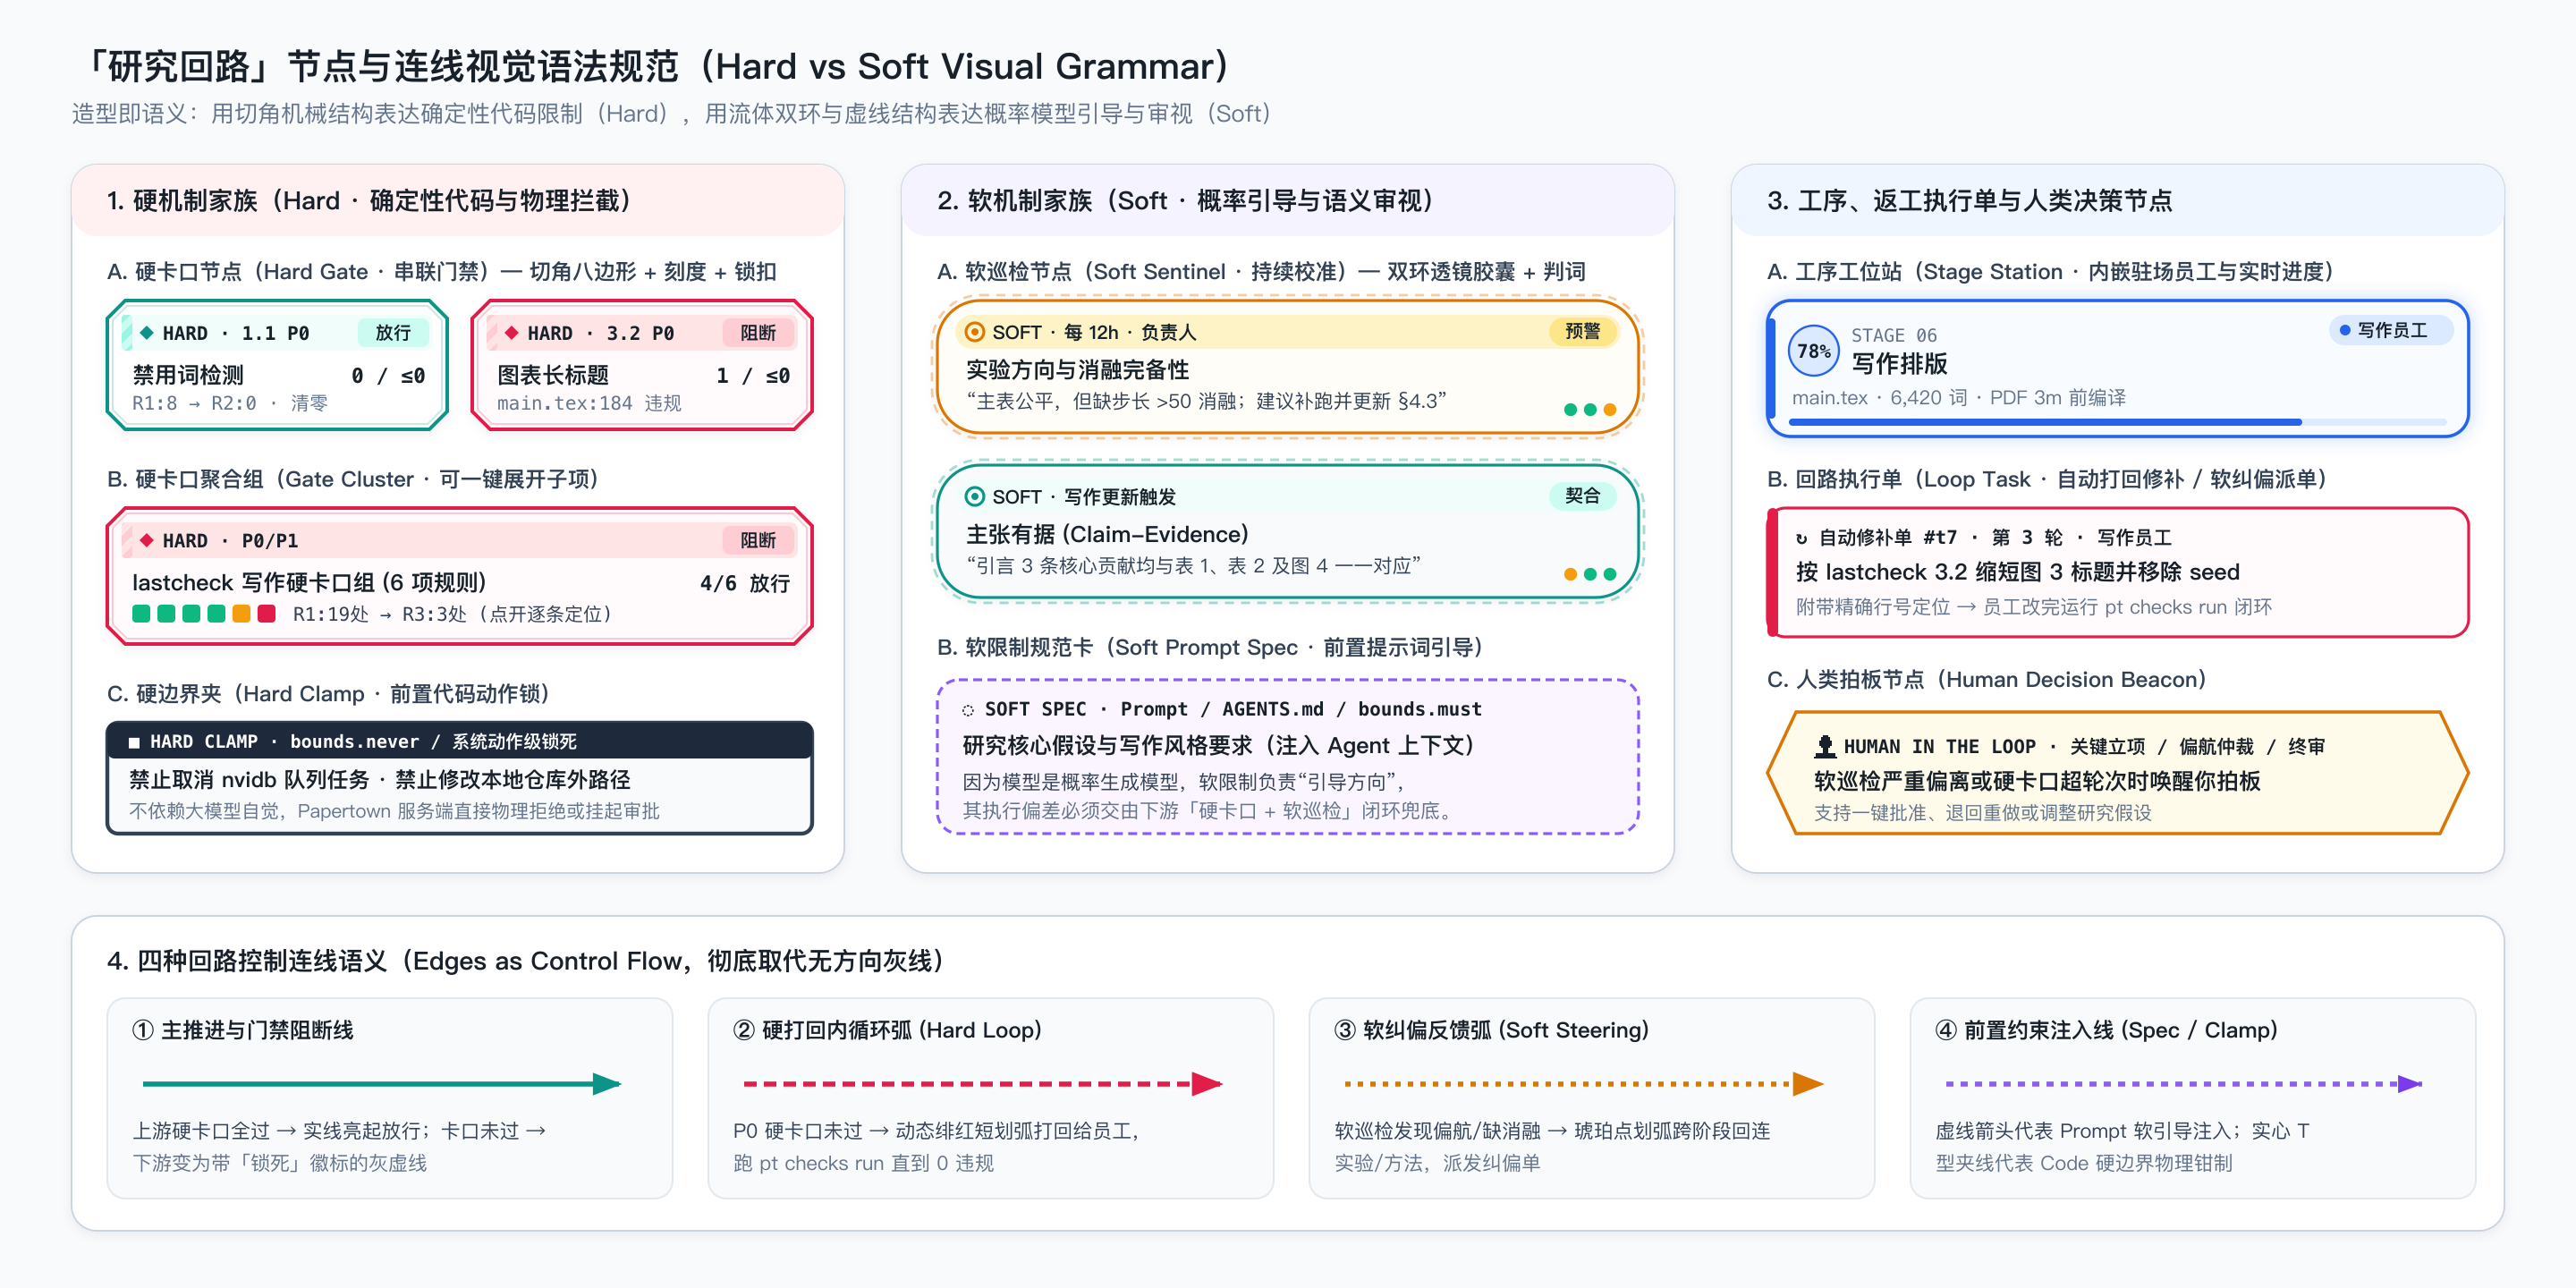 「研究回路」节点与连线视觉语法规范（Hard vs Soft Visual Grammar）
造型即语义：用切角机械结构表达确定性代码限制（Hard），用流体双环与虚线结构表达概率模型引导与审视（Soft）
1. 硬机制家族（Hard · 确定性代码与物理拦截）
A. 硬卡口节点（Hard Gate · 串联门禁）— 切角八边形 + 刻度 + 锁扣
◆ HARD · 1.1 P0 放行
禁用词检测 0 / ≤0
R1:8 → R2:0 · 清零
◆ HARD · 3.2 P0 阻断
图表长标题 1 / ≤0
main.tex:184 违规
B. 硬卡口聚合组（Gate Cluster · 可一键展开子项）
◆ HARD · P0/P1 阻断
lastcheck 写作硬卡口组 (6 项规则) 4/6 放行
R1:19处 → R3:3处 (点开逐条定位)
C. 硬边界夹（Hard Clamp · 前置代码动作锁）
■ HARD CLAMP · bounds.never / 系统动作级锁死
禁止取消 nvidb 队列任务 · 禁止修改本地仓库外路径
不依赖大模型自觉，Papertown 服务端直接物理拒绝或挂起审批
2. 软机制家族（Soft · 概率引导与语义审视）
A. 软巡检节点（Soft Sentinel · 持续校准）— 双环透镜胶囊 + 判词
SOFT · 每 12h · 负责人 预警
实验方向与消融完备性
“主表公平，但缺步长 >50 消融；建议补跑并更新 §4.3”
SOFT · 写作更新触发 契合
主张有据 (Claim-Evidence)
“引言 3 条核心贡献均与表 1、表 2 及图 4 一一对应”
B. 软限制规范卡（Soft Prompt Spec · 前置提示词引导）
◌ SOFT SPEC · Prompt / AGENTS.md / bounds.must
研究核心假设与写作风格要求（注入 Agent 上下文）
因为模型是概率生成模型，软限制负责“引导方向”，
其执行偏差必须交由下游「硬卡口 + 软巡检」闭环兜底。
3. 工序、返工执行单与人类决策节点
A. 工序工位站（Stage Station · 内嵌驻场员工与实时进度）
78% STAGE 06 写作员工
写作排版
main.tex · 6,420 词 · PDF 3m 前编译
B. 回路执行单（Loop Task · 自动打回修补 / 软纠偏派单）
↻ 自动修补单 #t7 · 第 3 轮 · 写作员工
按 lastcheck 3.2 缩短图 3 标题并移除 seed
附带精确行号定位 → 员工改完运行 pt checks run 闭环
C. 人类拍板节点（Human Decision Beacon）
HUMAN IN THE LOOP · 关键立项 / 偏航仲裁 / 终审
软巡检严重偏离或硬卡口超轮次时唤醒你拍板
支持一键批准、退回重做或调整研究假设
4. 四种回路控制连线语义（Edges as Control Flow，彻底取代无方向灰线）
① 主推进与门禁阻断线
上游硬卡口全过 → 实线亮起放行；卡口未过 →
下游变为带「锁死」徽标的灰虚线
② 硬打回内循环弧 (Hard Loop)
P0 硬卡口未过 → 动态绯红短划弧打回给员工，
跑 pt checks run 直到 0 违规
③ 软纠偏反馈弧 (Soft Steering)
软巡检发现偏航/缺消融 → 琥珀点划弧跨阶段回连
实验/方法，派发纠偏单
④ 前置约束注入线 (Spec / Clamp)
虚线箭头代表 Prompt 软引导注入；实心 T
型夹线代表 Code 硬边界物理钳制